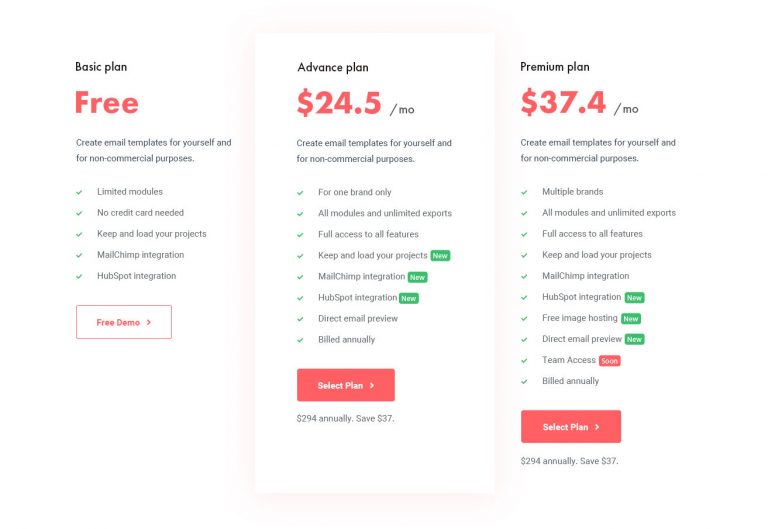 Basic plan
Free
Create email templates for yourself and
for non-commercial purposes.
Limited modules
No credit card needed
Keep and load your projects
MailChimp integration
HubSpot integration
Free Demo
Advance plan
$24.5 /mo
Create email templates for yourself and
for non-commercial purposes.
For one brand only
All modules and unlimited exports
Full access to all features
Keep and load your projects New
MailChimp integration New
HubSpot integration New
Direct email preview
Billed annually
Select Plan
$294 annually. Save $37.
Premium plan
$37.4 /mo
Create email templates for yourself and
for non-commercial purposes.
Multiple brands
All modules and unlimited exports
Full access to all features
Keep and load your projects
MailChimp integration
HubSpot integration New
Free image hosting New
Direct email preview New
Team Access Soon
Billed annually
Select Plan
$294 annually. Save $37.